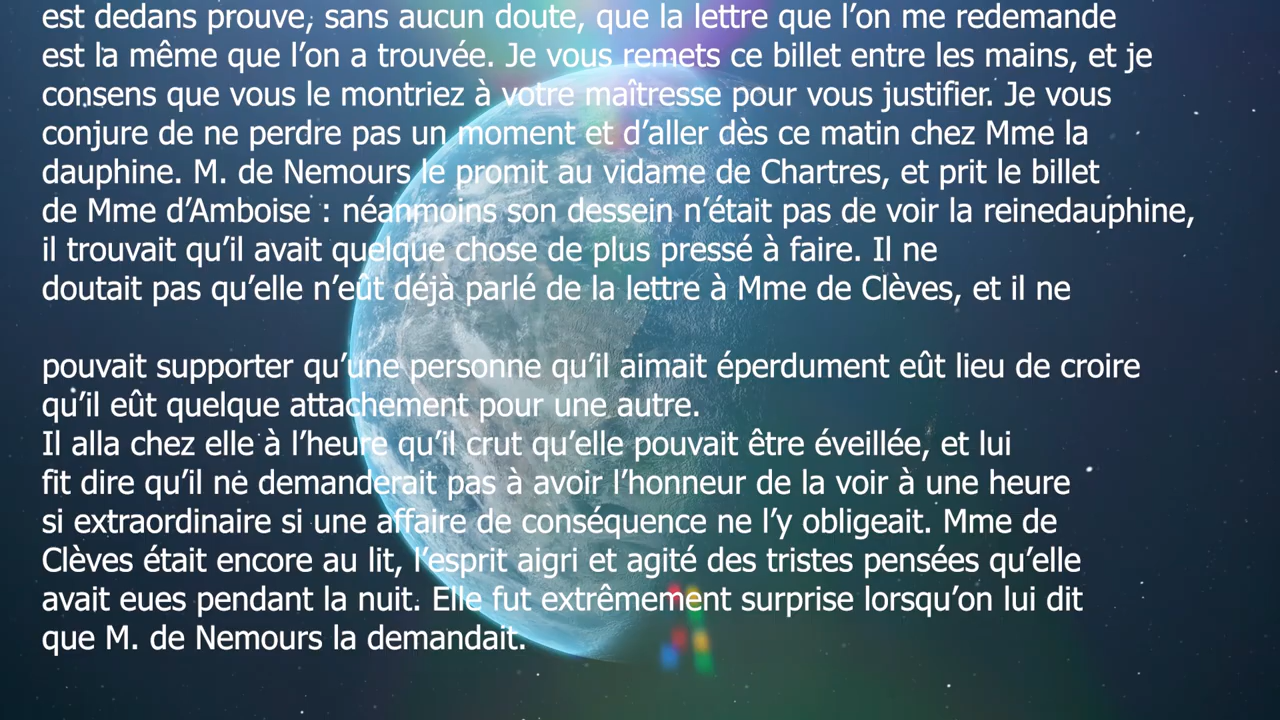 est dedans prouve, sans aucun doute, que la lettre que l’on me redemande
est la même que l’on a trouvée. Je vous remets ce billet entre les mains, et je
consens que vous le montriez à votre maîtresse pour vous justifier. Je vous
conjure de ne perdre pas un moment et d’aller dès ce matin chez Mme la
dauphine. M. de Nemours le promit au vidame de Chartres, et prit le billet
de Mme d’Amboise : néanmoins son dessein n’était pas de voir la reinedauphine,
il trouvait qu’il avait quelque chose de plus pressé à faire. Il ne
doutait pas qu’elle n’eût déjà parlé de la lettre à Mme de Clèves, et il ne
pouvait supporter qu’une personne qu’il aimait éperdument eût lieu de croire
qu’il eût quelque attachement pour une autre.
Il alla chez elle à l’heure qu’il crut qu’elle pouvait être éveillée, et lui
fit dire qu’il ne demanderait pas à avoir l’honneur de la voir à une heure
si extraordinaire si une affaire de conséquence ne l’y obligeait. Mme de
Clèves était encore au lit, l’esprit aigri et agité des tristes pensées qu’elle
avait eues pendant la nuit. Elle fut extrêmement surprise lorsqu’on lui dit
que M. de Nemours la demandait.